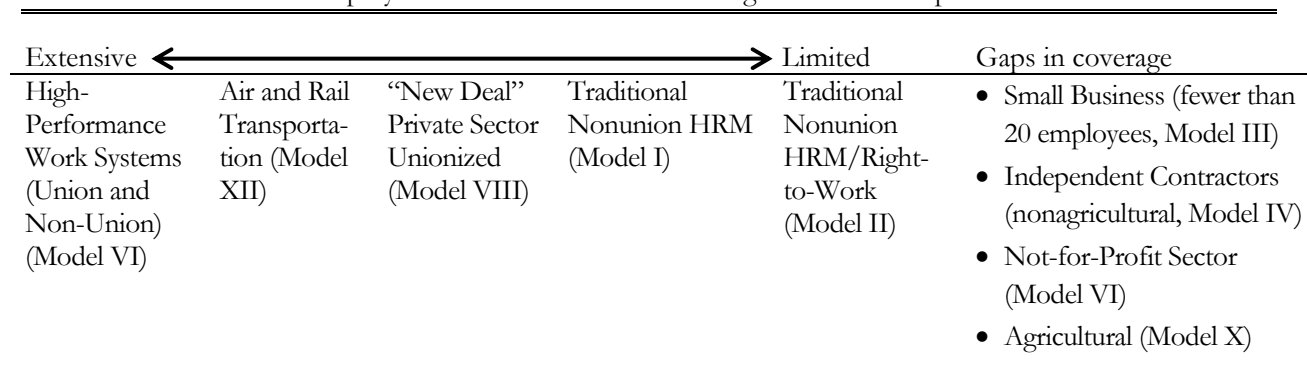 Extensive Limited Gaps in coverage
High-
Performance
Work Systems
(Union and
Non-Union)
(Model VI)
Air and Rail
Transporta-
tion (Model
XII)
“New Deal”
Private Sector
Unionized
(Model VIII)
Traditional
Nonunion HRM
(Model I)
Traditional
Nonunion
HRM/Right-
to-Work
(Model II)
• Small Business (fewer than
20 employees, Model III)
• Independent Contractors
(nonagricultural, Model IV)
• Not-for-Profit Sector
(Model VI)
• Agricultural (Model X)